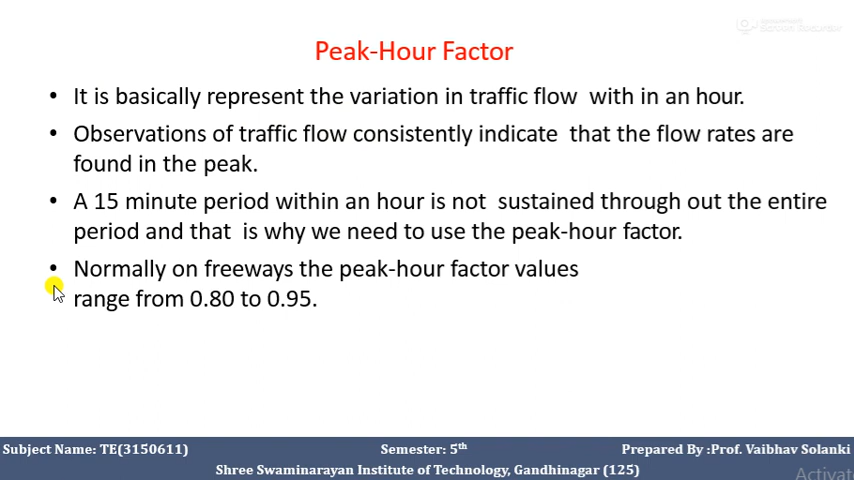 Screen Recorder
Peak-Hour Factor
• It is basically represent the variation in traffic flow with in an hour.
• Observations of traffic flow consistently indicate that the flow rates are
found in the peak.
• A 15 minute period within an hour is not sustained through out the entire
period and that is why we need to use the peak-hour factor.
• Normally on freeways the peak-hour factor values
range from 0.80 to 0.95.
Subject Name: TE(3150611) Semester: 5th Prepared By :Prof. Vaibhav Solanki
Shree Swaminarayan Institute of Technology, Gandhinagar (125)
Activat